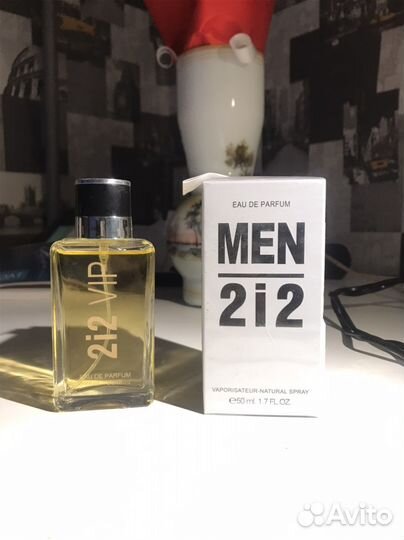 2i2 VIP
EAU DE PARFUM
EAU DE PARFUM
MEN
2i2
VAPORISATEUR-NATURAL SPRAY
℮50 ml. 1.7 FL.OZ.
Avito